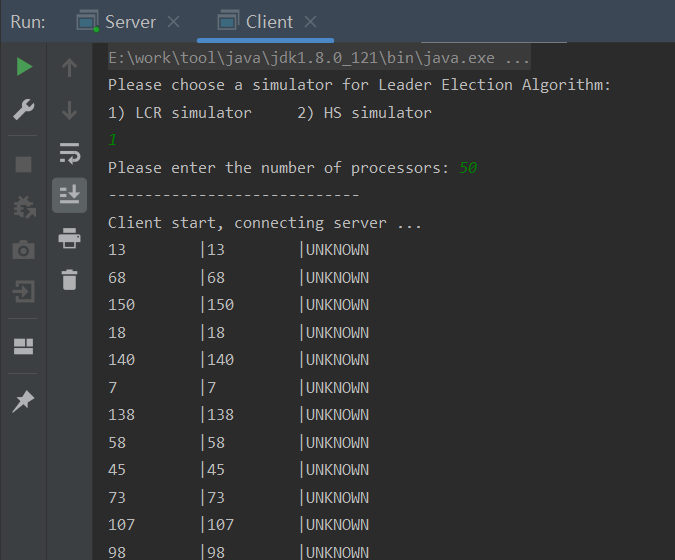 Run: Server Client
E:\work\tool\java\jdk1.8.0_121\bin\java.exe ...
Please choose a simulator for Leader Election Algorithm:
1) LCR simulator 2) HS simulator
1
Please enter the number of processors: 50
----------------------------
Client start, connecting server ...
13 |13 |UNKNOWN
68 |68 |UNKNOWN
150 |150 |UNKNOWN
18 |18 |UNKNOWN
140 |140 |UNKNOWN
7 |7 |UNKNOWN
138 |138 |UNKNOWN
58 |58 |UNKNOWN
45 |45 |UNKNOWN
73 |73 |UNKNOWN
107 |107 |UNKNOWN
98 |98 |UNKNOWN